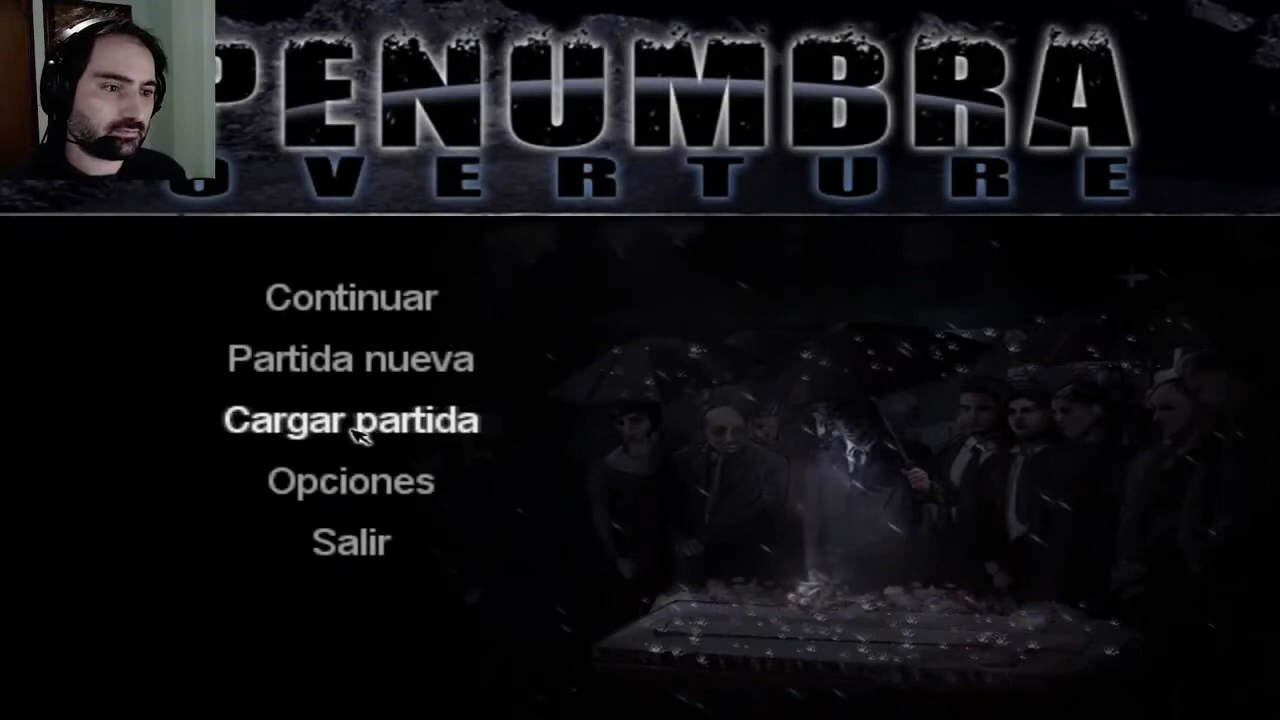 PENUMBRA
OVERTURE
Continuar
Partida nueva
Cargar partida
Opciones
Salir